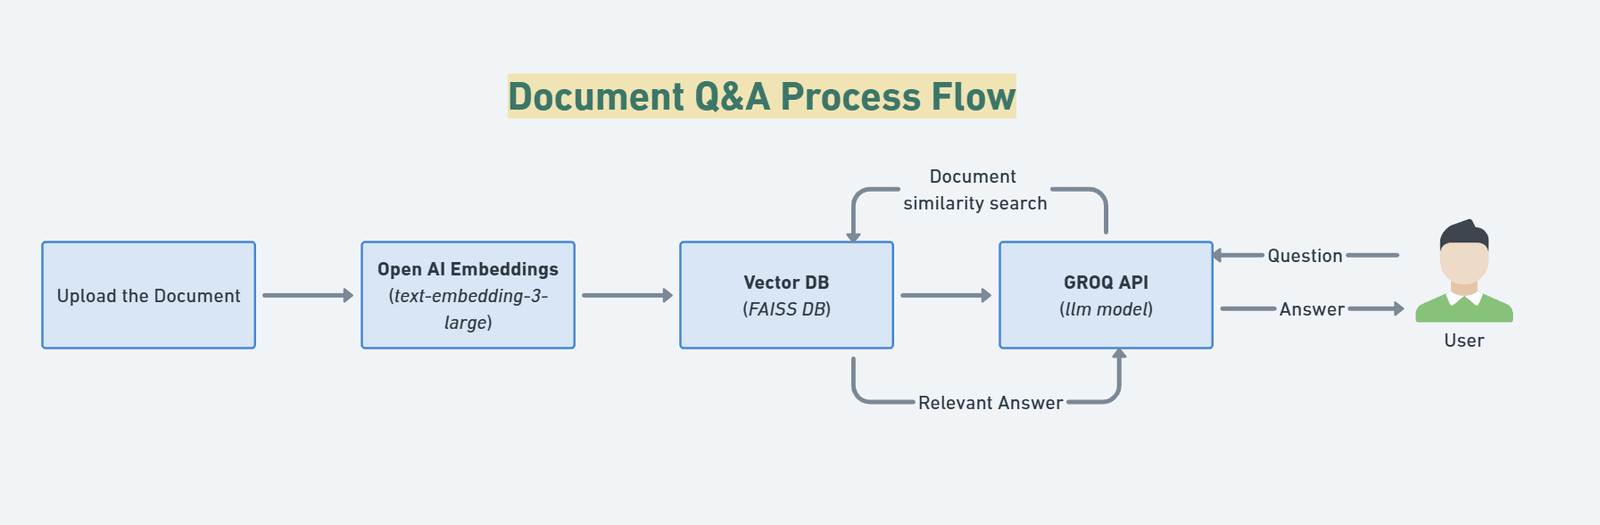 Document Q&A Process Flow
Document
similarity search
Upload the Document
Open AI Embeddings
(text-embedding-3-
large)
Vector DB
(FAISS DB)
GROQ API
(llm model)
Question
Answer
User
Relevant Answer